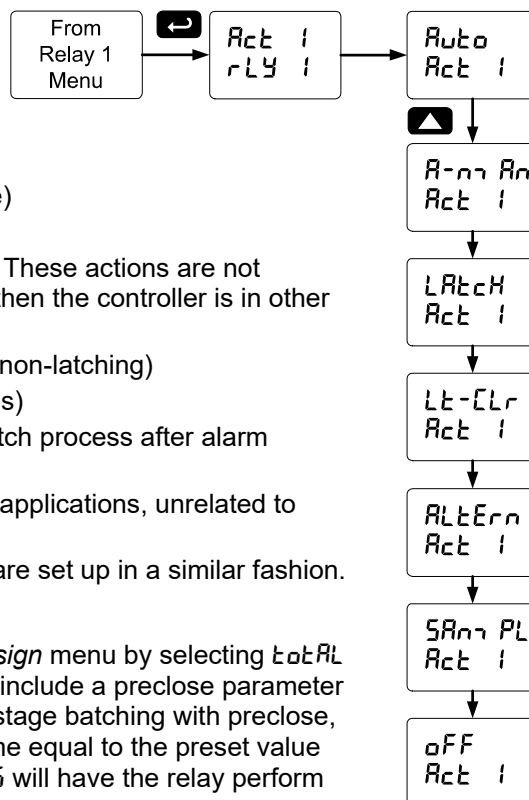 From
Relay 1
Menu
Act 1
rLY 1
Auto
Act 1
A-nn An
Act 1
LAtcH
Act 1
Lt-CLr
Act 1
ALtErn
Act 1
SAnn PL
Act 1
oFF
Act 1
e)
These actions are not
then the controller is in other
non-latching)
s)
tch process after alarm
applications, unrelated to
are set up in a similar fashion.
sign menu by selecting totAL
include a preclose parameter
stage batching with preclose,
ne equal to the preset value
will have the relay perform